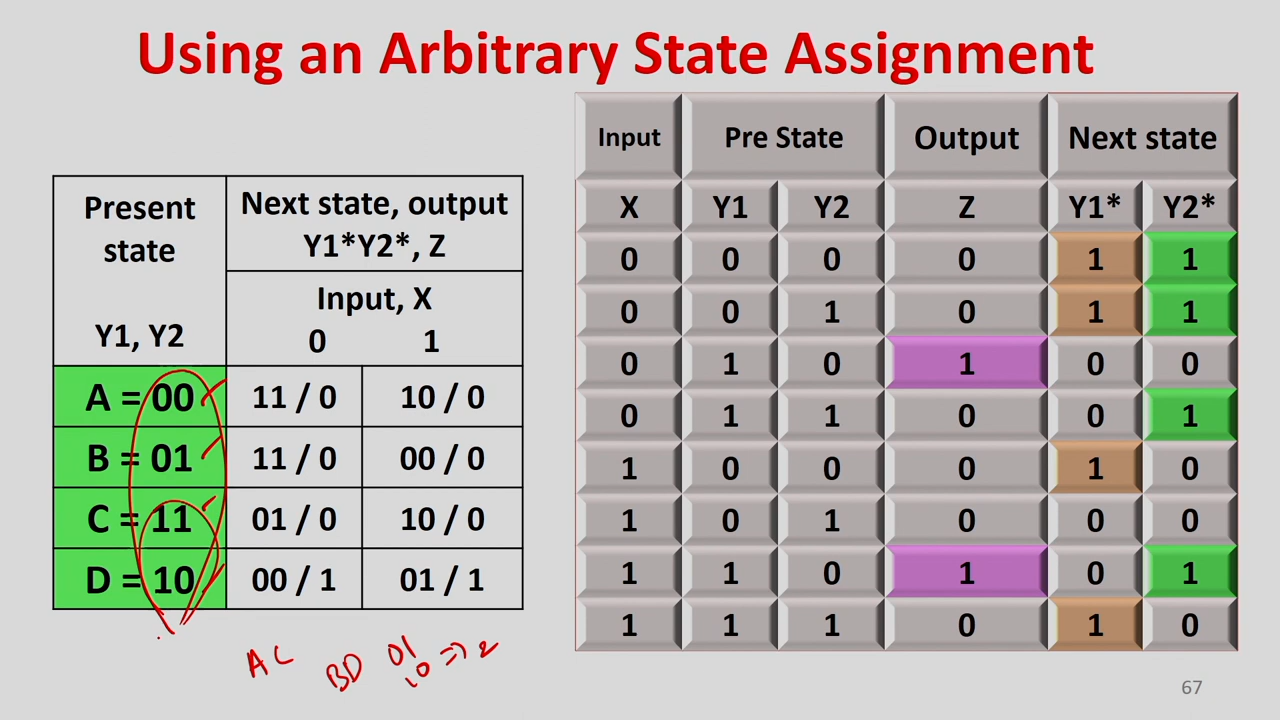 Using an Arbitrary State Assignment
Present state
Next state, output
Y1*Y2*, Z
Input, X
Y1, Y2
0 1
A = 00 11 / 0 10 / 0
B = 01 11 / 0 00 / 0
C = 11 01 / 0 10 / 0
D = 10 00 / 1 01 / 1
AC BD 01 => 2
10
Input Pre State Output Next state
X Y1 Y2 Z Y1* Y2*
0 0 0 0 1 1
0 0 1 0 1 1
0 1 0 1 0 0
0 1 1 0 0 1
1 0 0 0 1 0
1 0 1 0 0 0
1 1 0 1 0 1
1 1 1 0 1 0
67